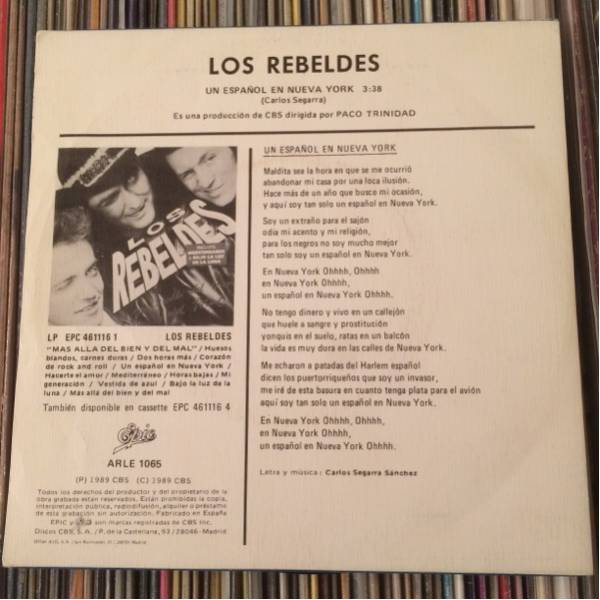 LOS REBELDES
UN ESPAÑOL EN NUEVA YORK 3:38
(Carlos Segarra)
Es una producción de CBS dirigida por PACO TRINIDAD
LOS
REBELDES
INCLUYE
MEDITERRANEO
Y BAJO LA LUZ
DE LA LUNA
LP EPC 461116 1 LOS REBELDES
"MAS ALLA DEL BIEN Y DEL MAL" / Huesos
blandos, carnes duras / Dos horas más / Corazón
de rock and roll / Un español en Nueva York /
Hacerte el amor / Mediterráneo / Horas bajas / Mi
generación / Vestida de azul / Bajo la luz de la
luna / Más allá del bien y del mal
También disponible en cassette EPC 461116 4
Epic
ARLE 1065
(P) 1989 CBS (C) 1989 CBS
Todos los derechos del productor y del propietario de la
obra grabada están reservados. Están prohibidas la copia,
interpretación pública, radiodifusión, alquiler o préstamo
de esta grabación sin autorización. Fabricado en España
EPIC y son marcas registradas de CBS Inc.
Discos CBS, S.A. / P. de la Castellana, 93 / 28046 - Madrid
UN ESPAÑOL EN NUEVA YORK
Maldita sea la hora en que se me ocurrió
abandonar mi casa por una loca ilusión.
Hace más de un año que busco mi ocasión,
y aquí soy tan solo un español en Nueva York.
Soy un extraño para el sajón
odia mi acento y mi religión,
para los negros no soy mucho mejor
tan solo soy un español en Nueva York.
En Nueva York Ohhhh, Ohhhh
en Nueva York Ohhhh,
un español en Nueva York Ohhhh.
No tengo dinero y vivo en un callejón
que huele a sangre y prostitución
yonquis en el suelo, ratas en un balcón
la vida es muy dura en las calles de Nueva York.
Me echaron a patadas del Harlem español
dicen los puertorriqueños que soy un invasor,
me iré de esta basura en cuanto tenga plata para el avión
aquí soy tan solo un español en Nueva York.
En Nueva York Ohhhh, Ohhhh,
en Nueva York Ohhhh,
un español en Nueva York Ohhhh.
Letra y música : Carlos Segarra Sánchez